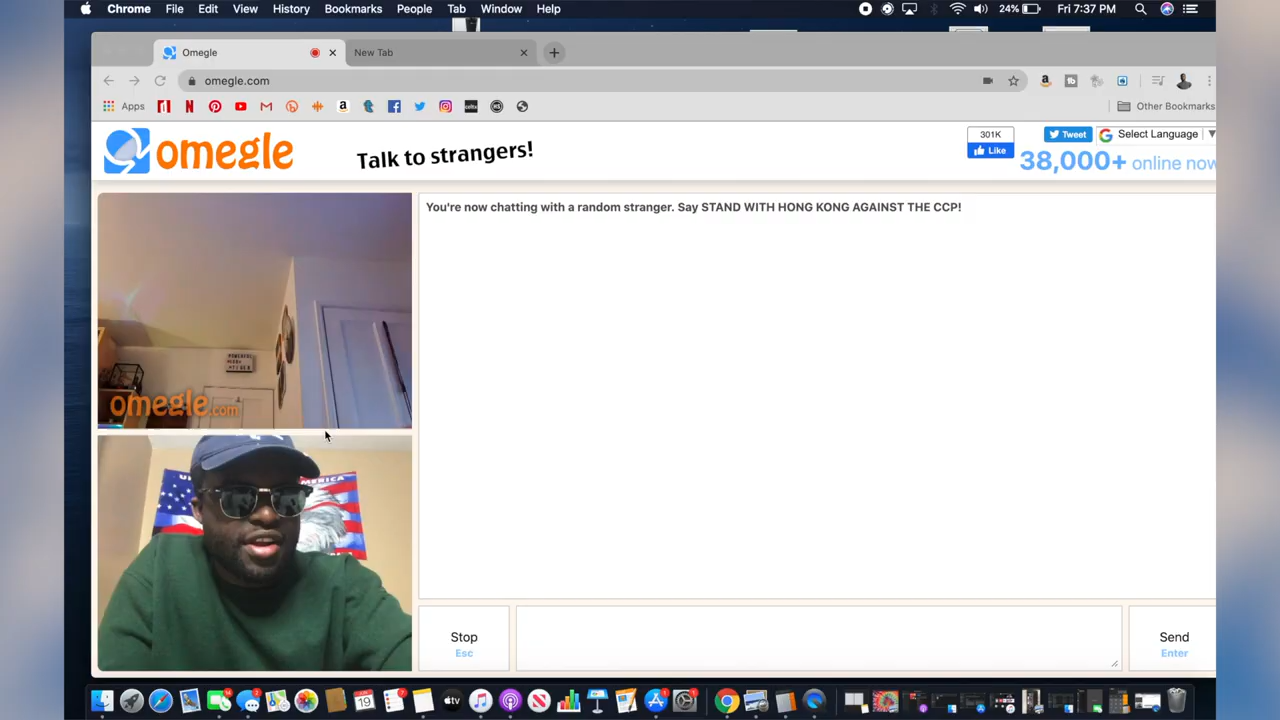 Chrome File Edit View History Bookmarks People Tab Window Help 24% Fri 7:37 PM
Omegle New Tab
omegle.com
Apps Other Bookmarks
omegle Talk to strangers! 301K Like Tweet Select Language
38,000+ online now
You're now chatting with a random stranger. Say STAND WITH HONG KONG AGAINST THE CCP!
omegle.com
AMERICA
Stop Send
Esc Enter